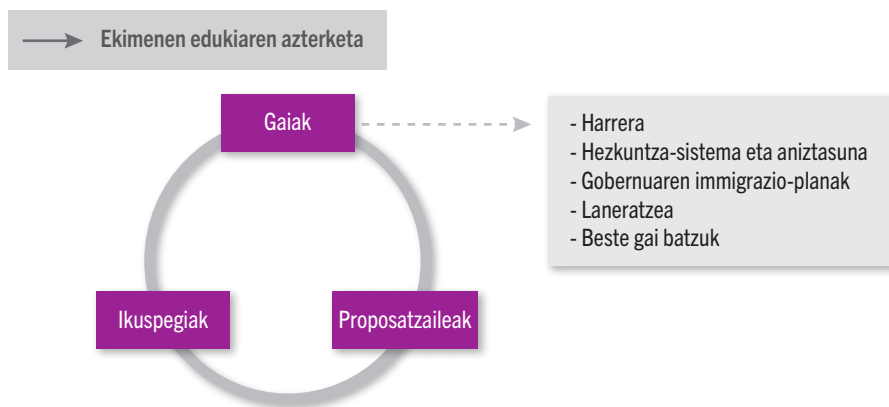 Ekimenen edukiaren azterketa
Gaiak
- Harrera
- Hezkuntza-sistema eta aniztasuna
- Gobernuaren immigrazio-planak
- Laneratzea
- Beste gai batzuk
Ikuspegiak
Proposatzaileak